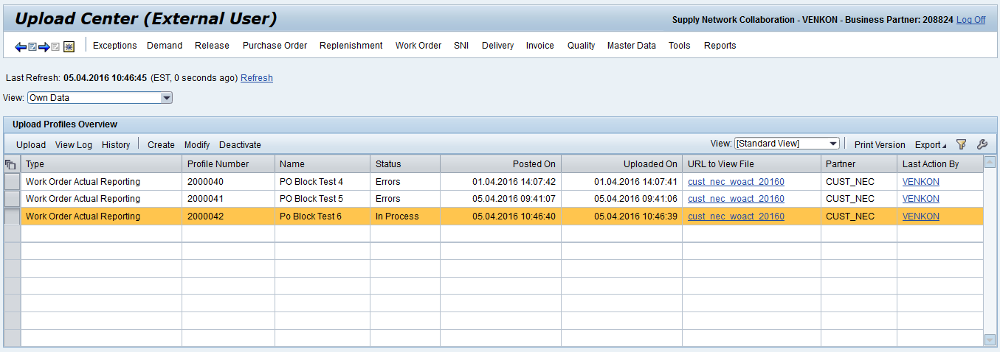 Upload Center (External User)
Supply Network Collaboration - VENKON - Business Partner: 208824 Log Off
Exceptions Demand Release Purchase Order Replenishment Work Order SNI Delivery Invoice Quality Master Data Tools Reports
Last Refresh: 05.04.2016 10:46:45 (EST, 0 seconds ago) Refresh
View: Own Data
Upload Profiles Overview
Upload View Log History Create Modify Deactivate View: [Standard View] Print Version Export
Type Profile Number Name Status Posted On Uploaded On URL to View File Partner Last Action By
Work Order Actual Reporting 2000040 PO Block Test 4 Errors 01.04.2016 14:07:42 01.04.2016 14:07:41 cust_nec_woact_20160 CUST_NEC VENKON
Work Order Actual Reporting 2000041 PO Block Test 5 Errors 05.04.2016 09:41:07 05.04.2016 09:41:06 cust_nec_woact_20160 CUST_NEC VENKON
Work Order Actual Reporting 2000042 Po Block Test 6 In Process 05.04.2016 10:46:40 05.04.2016 10:46:39 cust_nec_woact_20160 CUST_NEC VENKON